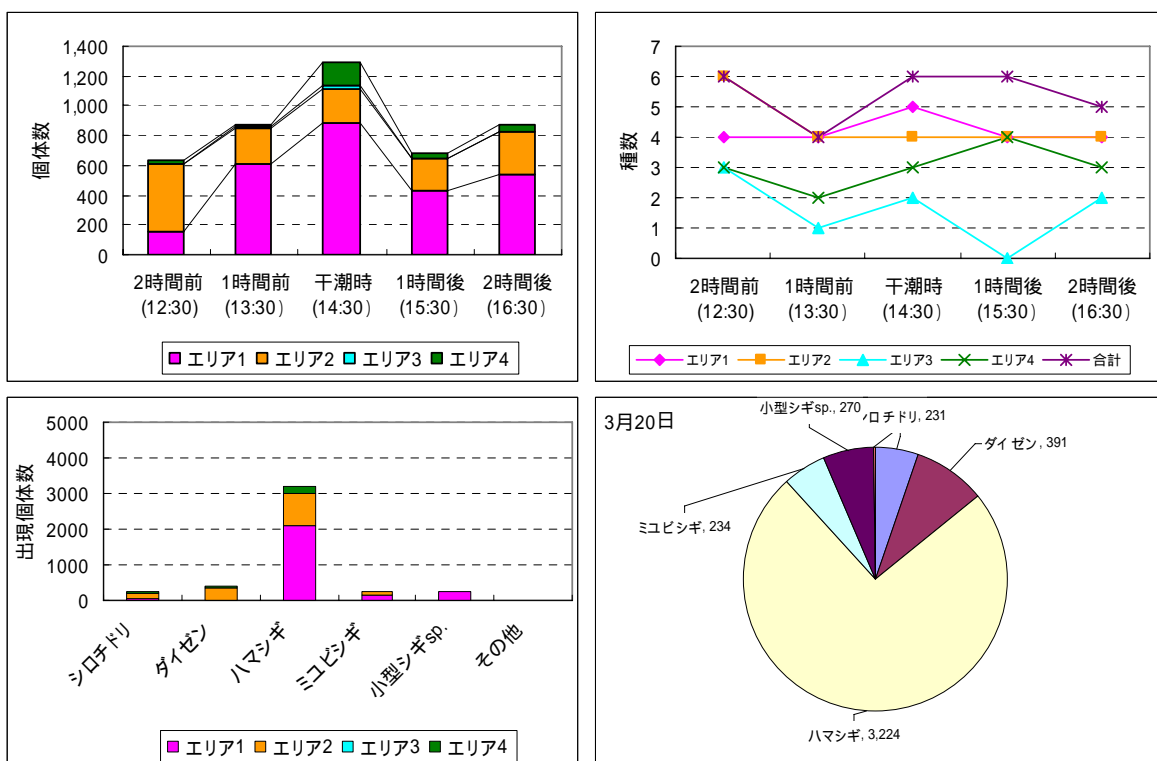 1,400
1,200
1,000
800
600
400
200
0
個体数
2時間前 1時間前 干潮時 1時間後 2時間後
(12:30) (13:30) (14:30) (15:30) (16:30)
エリア1 エリア2 エリア3 エリア4
7
6
5
4
3
2
1
0
種数
2時間前 1時間前 干潮時 1時間後 2時間後
(12:30) (13:30) (14:30) (15:30) (16:30)
エリア1 エリア2 エリア3 エリア4 合計
5000
4000
3000
2000
1000
0
出現個体数
シロチドリ ダイゼン ハマシギ ミユビシギ 小型シギsp. その他
エリア1 エリア2 エリア3 エリア4
3月20日
小型シギsp., 270
ロチドリ, 231
ダイゼン, 391
ミユビシギ, 234
ハマシギ, 3,224